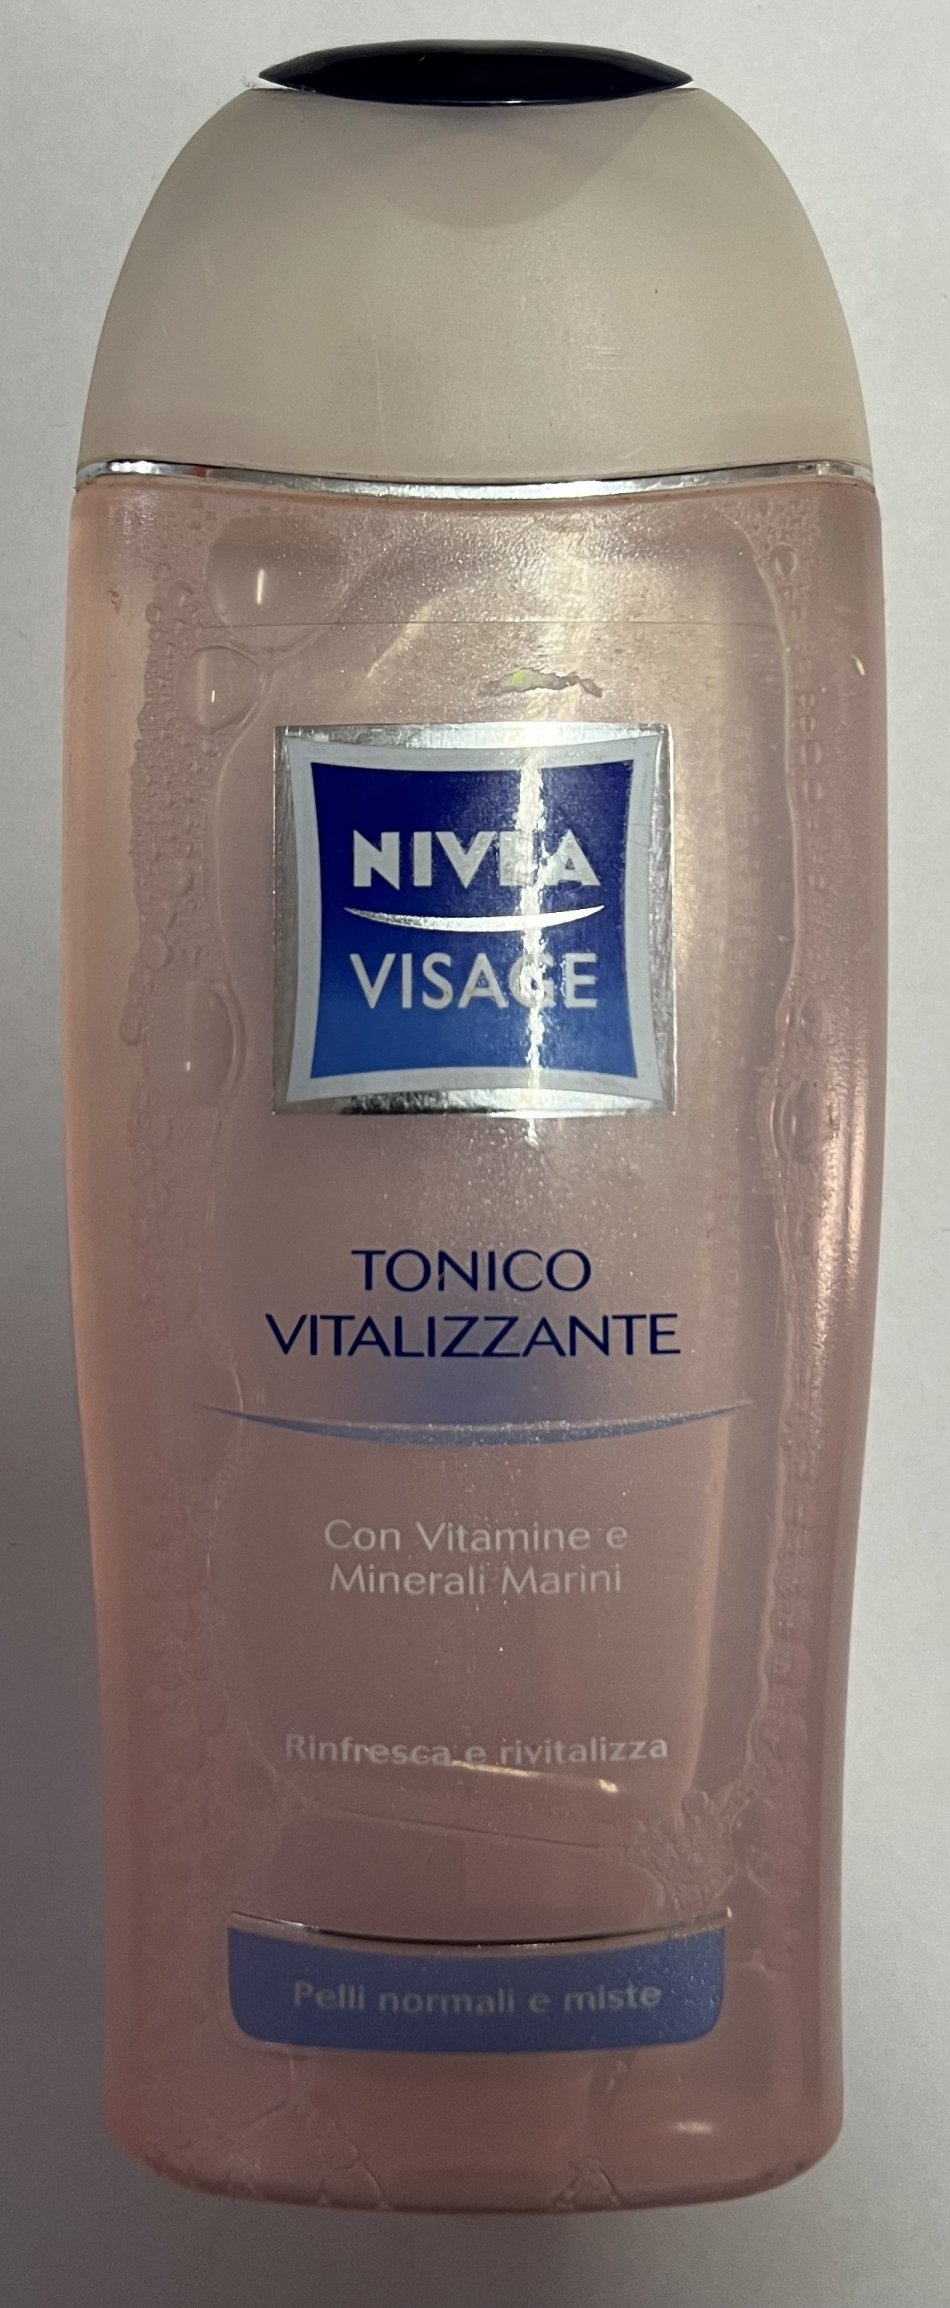 NIVEA
VISAGE
TONICO
VITALIZZANTE
Con Vitamine e
Minerali Marini
Rinfresca e rivitalizza
Pelli normali e miste